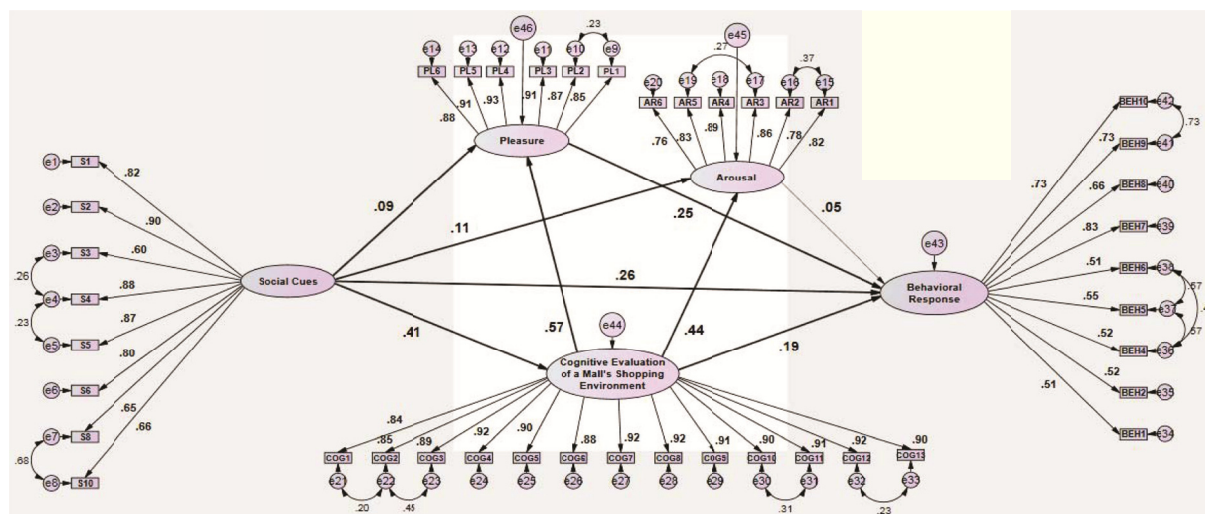 e46
.23
e14 e13 e12 e11 e10 e9
PL6 PL5 PL4 PL3 PL2 PL1
.88 .91 .93 .91 .87 .85
Pleasure
e45
.27 .37
e20 e19 e18 e17 e16 e15
AR6 AR5 AR4 AR3 AR2 AR1
.76 .83 .89 .86 .78 .82
Arousal
e1 S1 .82
e2 S2 .90
e3 S3 .60
.26
e4 S4 .88
.23
e5 S5 .87
e6 S6 .80
e7 S8 .65
.68
e8 S10 .66
Social Cues
.09
.11
.26
.41
.57
.44
.25
.05
.19
e44
Cognitive Evaluation
of a Mall's Shopping
Environment
.84 .85 .89 .92 .90 .88 .92 .92 .91 .90 .91 .92 .90
COG1 COG2 COG3 COG4 COG5 COG6 COG7 COG8 COG9 COG10 COG11 COG12 COG13
e21 e22 e23 e24 e25 e26 e27 e28 e29 e30 e31 e32 e33
.20 .45 .31 .23
e43
Behavioral
Response
.73 BEH10 e42
.73
.73 BEH9 e41
.66 BEH8 e40
.83 BEH7 e39
.51 BEH6 e38
.57
.55 BEH5 e37
.57
.52 BEH4 e36
.52 BEH2 e35
.51 BEH1 e34